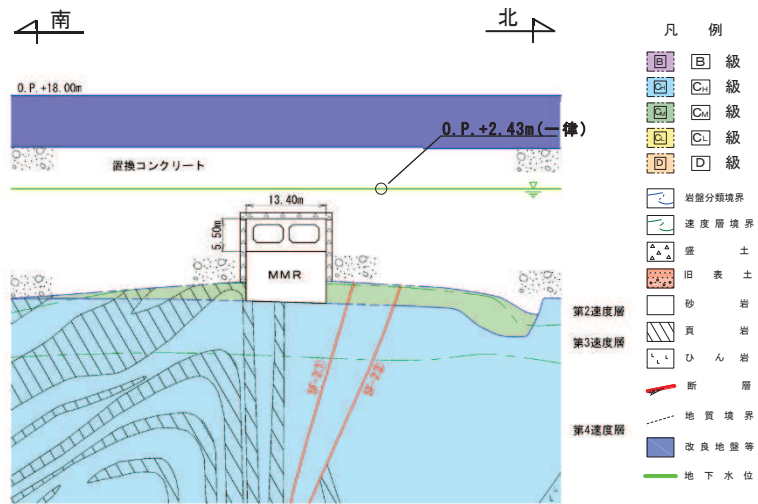 南
北
O.P.+18.00m
O.P.+2.43m(一律)
置換コンクリート
13.40m
5.50m
MMR
第2速度層
第3速度層
第4速度層
凡 例
B B 級
CH CH 級
CM CM 級
CL CL 級
D D 級
岩盤分類境界
速度層境界
盛 土
旧 表 土
砂 岩
頁 岩
ひ ん 岩
断 層
地 質 境 界
改 良 地 盤 等
地 下 水 位